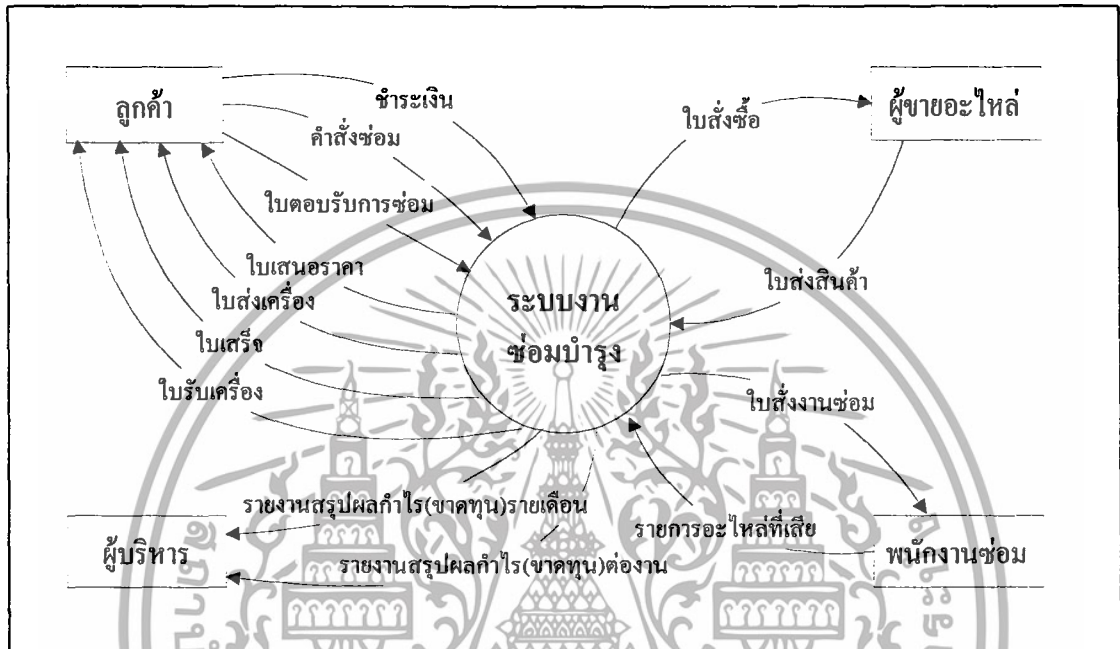 ลูกค้า
ชำระเงิน
ใบสั่งซื้อ
ผู้ขายอะไหล่
คำสั่งซ่อม
ใบตอบรับการซ่อม
ใบเสนอราคา
ใบส่งเครื่อง
ใบเสร็จ
ใบรับเครื่อง
ระบบงาน
ซ่อมบำรุง
ใบส่งสินค้า
ใบสั่งงานซ่อม
รายงานสรุปผลกำไร(ขาดทุน)รายเดือน
รายการอะไหล่ที่เสีย
ผู้บริหาร
รายงานสรุปผลกำไร(ขาดทุน)ต่องาน
พนักงานซ่อม